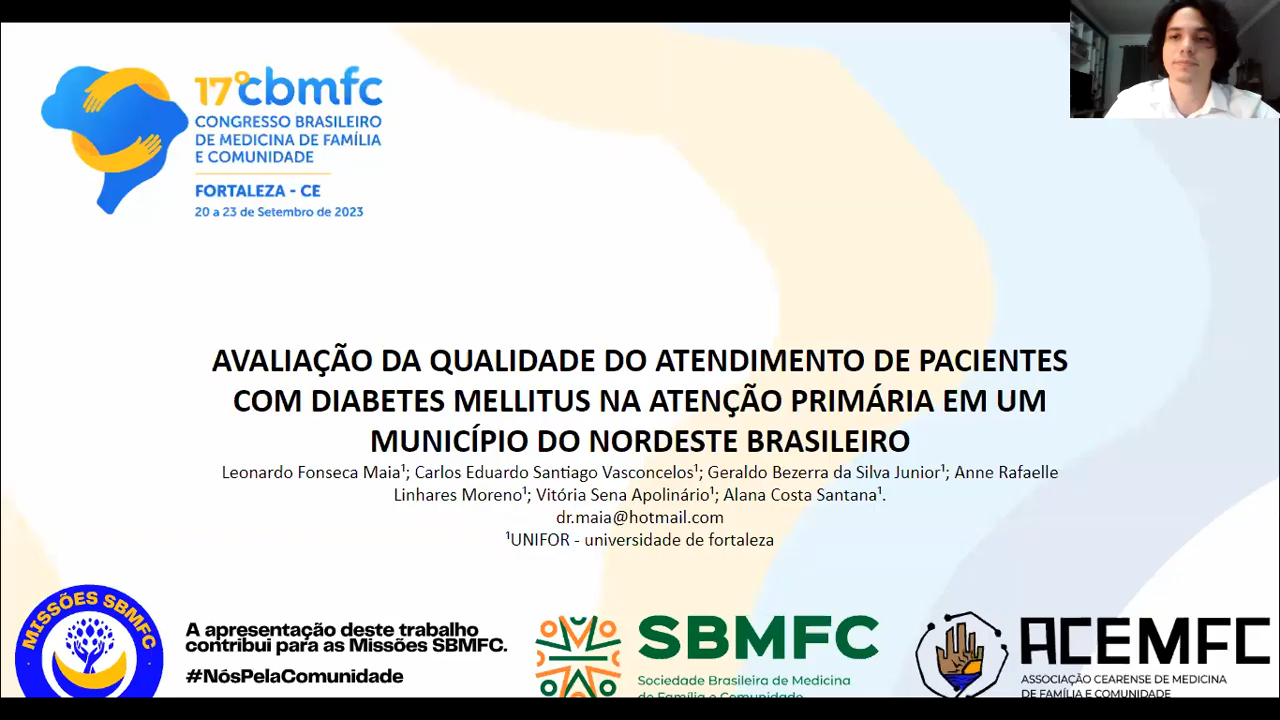 17º cbmfc
CONGRESSO BRASILEIRO
DE MEDICINA DE FAMÍLIA
E COMUNIDADE
FORTALEZA - CE
20 a 23 de Setembro de 2023
AVALIAÇÃO DA QUALIDADE DO ATENDIMENTO DE PACIENTES
COM DIABETES MELLITUS NA ATENÇÃO PRIMÁRIA EM UM
MUNICÍPIO DO NORDESTE BRASILEIRO
Leonardo Fonseca Maia¹; Carlos Eduardo Santiago Vasconcelos¹; Geraldo Bezerra da Silva Junior¹; Anne Rafaelle
Linhares Moreno¹; Vitória Sena Apolinário¹; Alana Costa Santana¹.
dr.maia@hotmail.com
¹UNIFOR - universidade de fortaleza
MISSÕES SBMFC
A apresentação deste trabalho
contribui para as Missões SBMFC.
#NósPelaComunidade
SBMFC
Sociedade Brasileira de Medicina
de Família e Comunidade
ACEMFC
ASSOCIAÇÃO CEARENSE DE MEDICINA
DE FAMÍLIA E COMUNIDADE